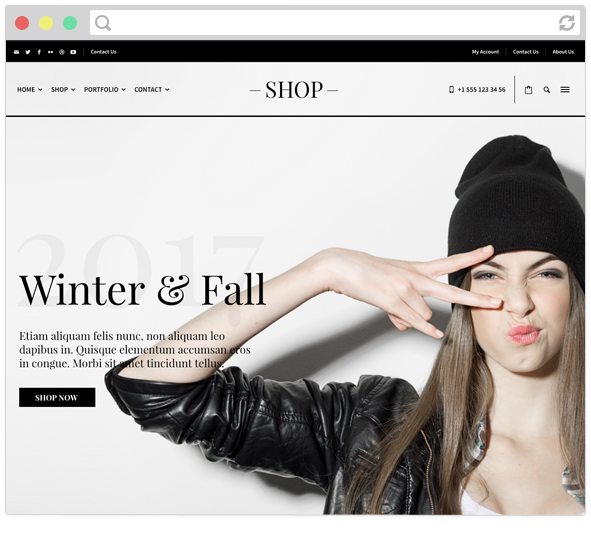 Contact Us
My Account
Contact Us
About Us
HOME
SHOP
PORTFOLIO
CONTACT
— SHOP —
+1 555 123 34 56
2017
Winter & Fall
Etiam aliquam felis nunc, non aliquam leo
dapibus in. Quisque elementum accumsan eros
in congue. Morbi sit amet tincidunt tellus.
SHOP NOW